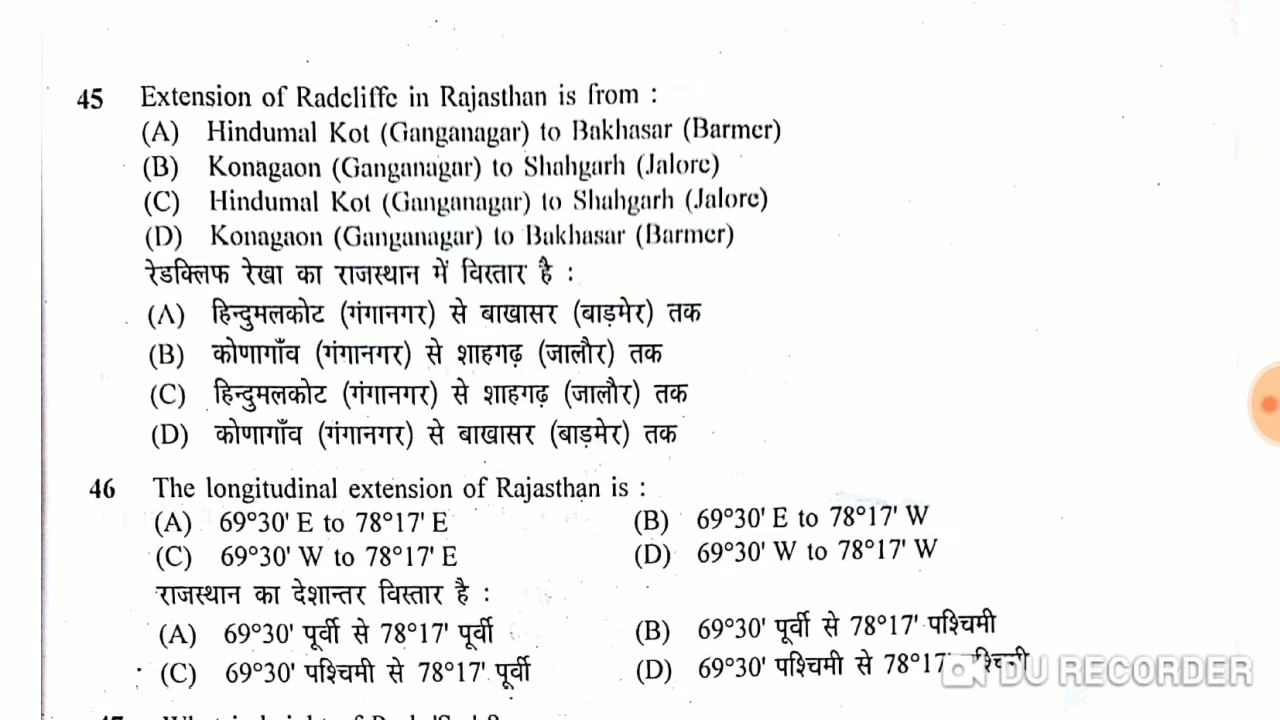 45 Extension of Radcliffe in Rajasthan is from :
(A) Hindumal Kot (Ganganagar) to Bakhasar (Barmer)
(B) Konagaon (Ganganagar) to Shahgarh (Jalore)
(C) Hindumal Kot (Ganganagar) to Shahgarh (Jalore)
(D) Konagaon (Ganganagar) to Bakhasar (Barmer)
रेडक्लिफ रेखा का राजस्थान में विस्तार है :
(A) हिन्दुमलकोट (गंगानगर) से बाखासर (बाड़मेर) तक
(B) कोणागाँव (गंगानगर) से शाहगढ़ (जालौर) तक
(C) हिन्दुमलकोट (गंगानगर) से शाहगढ़ (जालौर) तक
(D) कोणागाँव (गंगानगर) से बाखासर (बाड़मेर) तक
46 The longitudinal extension of Rajasthan is :
(A) 69°30' E to 78°17' E (B) 69°30' E to 78°17' W
(C) 69°30' W to 78°17' E (D) 69°30' W to 78°17' W
राजस्थान का देशान्तर विस्तार है :
(A) 69°30' पूर्वी से 78°17' पूर्वी (B) 69°30' पूर्वी से 78°17' पश्चिमी
(C) 69°30' पश्चिमी से 78°17' पूर्वी (D) 69°30' पश्चिमी से 78°17' पश्चिमी
DU RECORDER